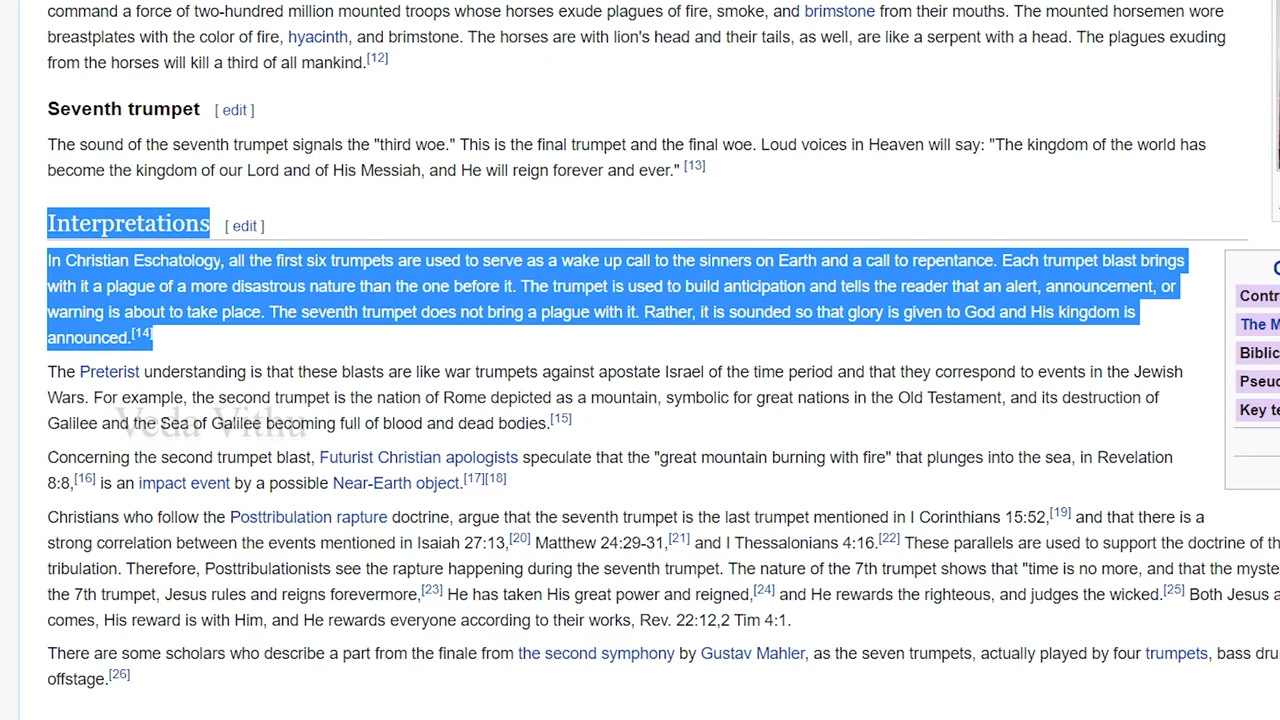 command a force of two-hundred million mounted troops whose horses exude plagues of fire, smoke, and brimstone from their mouths. The mounted horsemen wore
breastplates with the color of fire, hyacinth, and brimstone. The horses are with lion's head and their tails, as well, are like a serpent with a head. The plagues exuding
from the horses will kill a third of all mankind.[12]
Seventh trumpet [ edit ]
The sound of the seventh trumpet signals the "third woe." This is the final trumpet and the final woe. Loud voices in Heaven will say: "The kingdom of the world has
become the kingdom of our Lord and of His Messiah, and He will reign forever and ever." [13]
Interpretations [ edit ]
In Christian Eschatology, all the first six trumpets are used to serve as a wake up call to the sinners on Earth and a call to repentance. Each trumpet blast brings
with it a plague of a more disastrous nature than the one before it. The trumpet is used to build anticipation and tells the reader that an alert, announcement, or
warning is about to take place. The seventh trumpet does not bring a plague with it. Rather, it is sounded so that glory is given to God and His kingdom is
announced.[14]
The Preterist understanding is that these blasts are like war trumpets against apostate Israel of the time period and that they correspond to events in the Jewish
Wars. For example, the second trumpet is the nation of Rome depicted as a mountain, symbolic for great nations in the Old Testament, and its destruction of
Galilee and the Sea of Galilee becoming full of blood and dead bodies.[15]
Veda Vithu
Concerning the second trumpet blast, Futurist Christian apologists speculate that the "great mountain burning with fire" that plunges into the sea, in Revelation
8:8,[16] is an impact event by a possible Near-Earth object.[17][18]
Christians who follow the Posttribulation rapture doctrine, argue that the seventh trumpet is the last trumpet mentioned in I Corinthians 15:52,[19] and that there is a
strong correlation between the events mentioned in Isaiah 27:13,[20] Matthew 24:29-31,[21] and I Thessalonians 4:16.[22] These parallels are used to support the doctrine of th
tribulation. Therefore, Posttribulationists see the rapture happening during the seventh trumpet. The nature of the 7th trumpet shows that "time is no more, and that the myste
the 7th trumpet, Jesus rules and reigns forevermore,[23] He has taken His great power and reigned,[24] and He rewards the righteous, and judges the wicked.[25] Both Jesus a
comes, His reward is with Him, and He rewards everyone according to their works, Rev. 22:12,2 Tim 4:1.
There are some scholars who describe a part from the finale from the second symphony by Gustav Mahler, as the seven trumpets, actually played by four trumpets, bass dru
offstage.[26]
Contr
The M
Biblic
Pseud
Key te